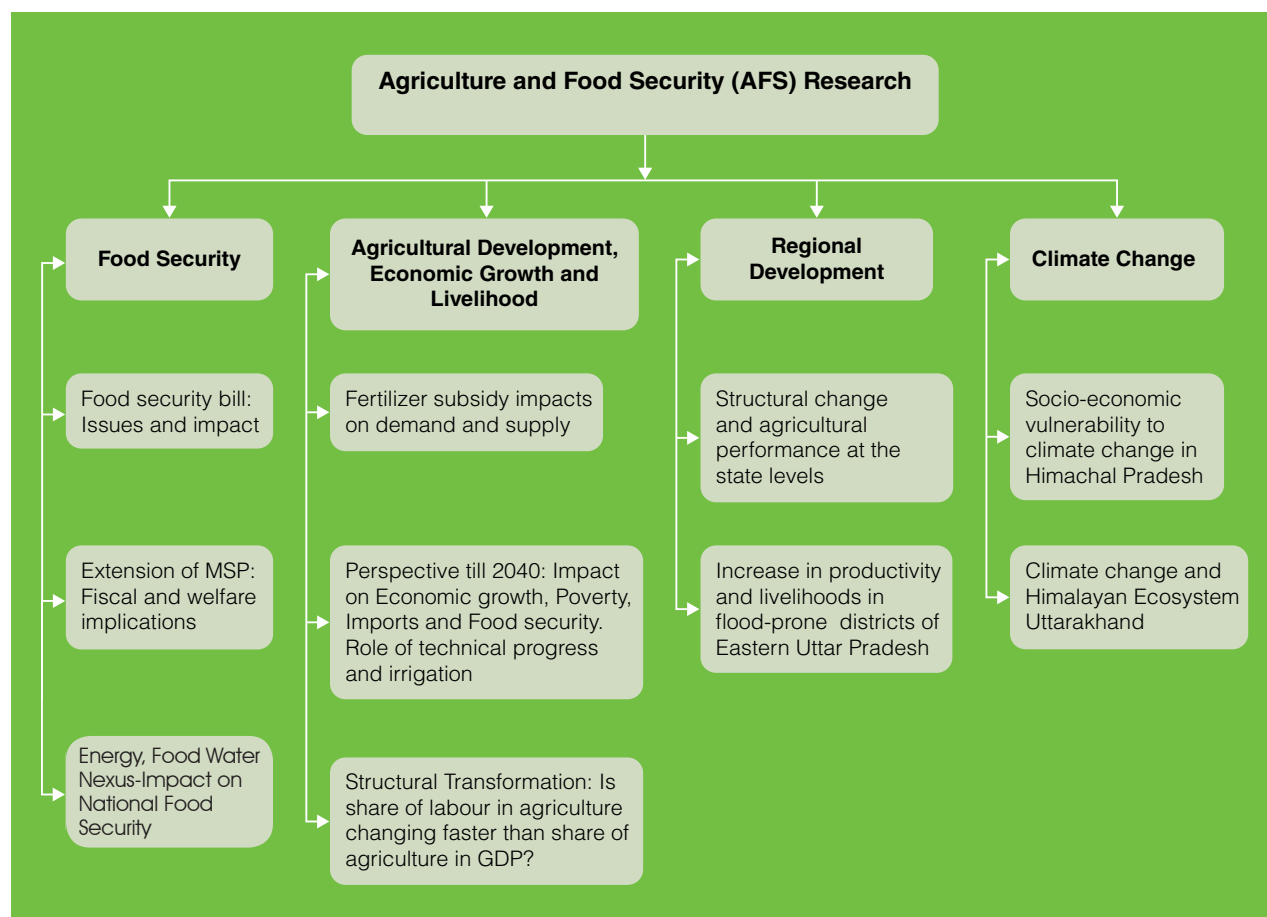 Agriculture and Food Security (AFS) Research
Food Security
Food security bill:
Issues and impact
Extension of MSP:
Fiscal and welfare
implications
Energy, Food Water
Nexus-Impact on
National Food
Security
Agricultural Development,
Economic Growth and
Livelihood
Fertilizer subsidy impacts
on demand and supply
Perspective till 2040: Impact
on Economic growth, Poverty,
Imports and Food security.
Role of technical progress
and irrigation
Structural Transformation: Is
share of labour in agriculture
changing faster than share of
agriculture in GDP?
Regional
Development
Structural change
and agricultural
performance at the
state levels
Increase in productivity
and livelihoods in
flood-prone districts of
Eastern Uttar Pradesh
Climate Change
Socio-economic
vulnerability to
climate change in
Himachal Pradesh
Climate change and
Himalayan Ecosystem
Uttarakhand